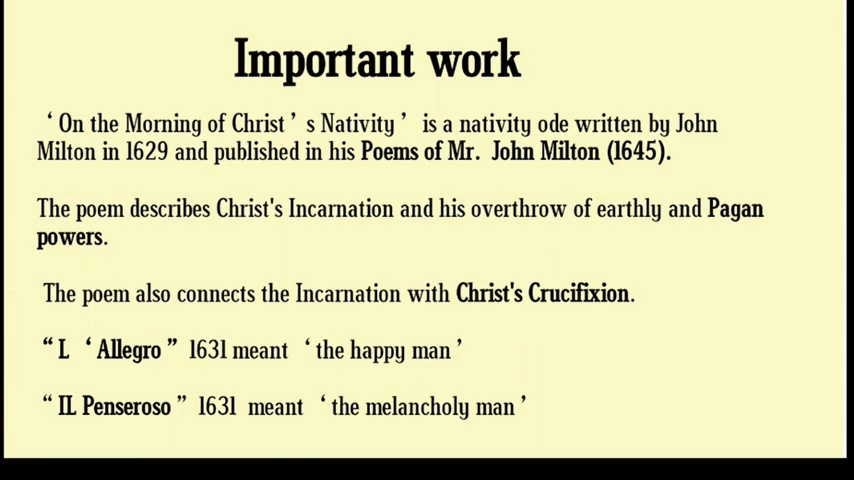 Important work
‘On the Morning of Christ’s Nativity’ is a nativity ode written by John
Milton in 1629 and published in his Poems of Mr. John Milton (1645).
The poem describes Christ's Incarnation and his overthrow of earthly and Pagan
powers.
The poem also connects the Incarnation with Christ's Crucifixion.
“L ‘Allegro” 1631 meant ‘the happy man’
“IL Penseroso” 1631 meant ‘the melancholy man’